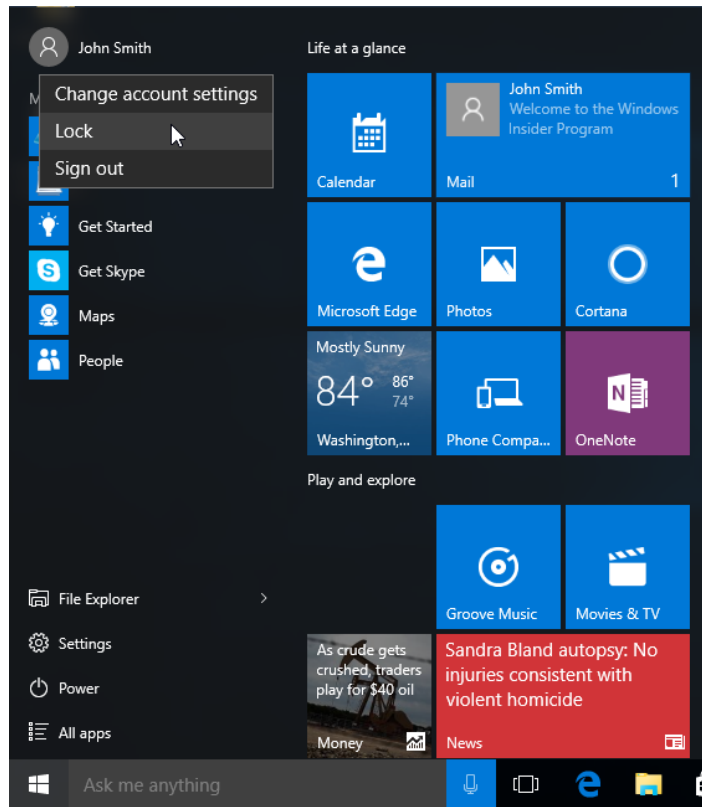 John Smith
M
Change account settings
Lock
Sign out
Get Started
Get Skype
Maps
People
File Explorer
Settings
Power
All apps
Life at a glance
Calendar
John Smith
Welcome to the Windows
Insider Program
Mail
1
Microsoft Edge
Photos
Cortana
Mostly Sunny
84°
86°
74°
Washington,...
Phone Compa...
N
OneNote
Play and explore
Groove Music
Movies & TV
As crude gets
crushed, traders
play for $40 oil
Money
Sandra Bland autopsy: No
injuries consistent with
violent homicide
News
Ask me anything